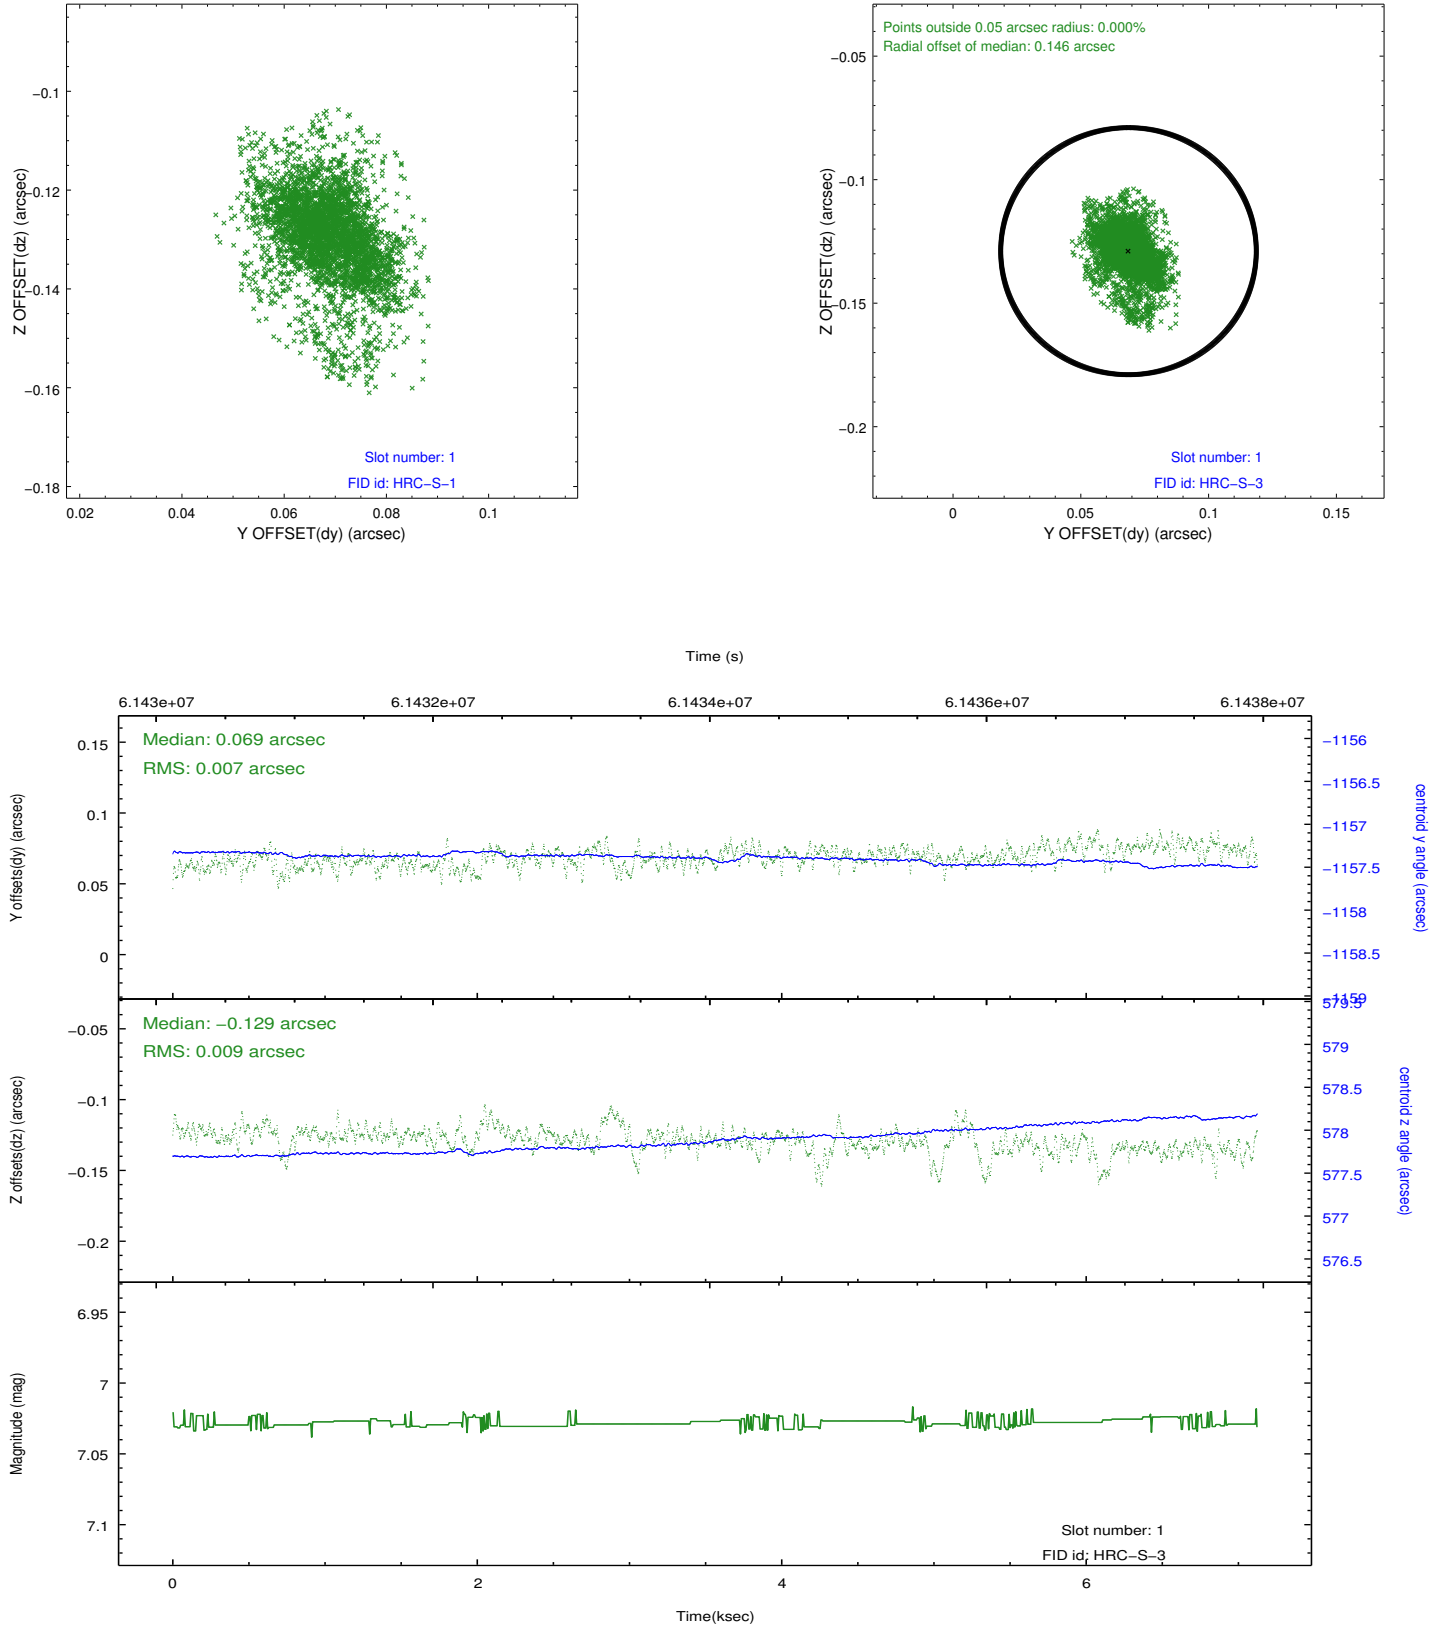 −0.1
−0.12
−0.14
−0.16
−0.18
Z OFFSET(dz) (arcsec)
Slot number: 1
FID id: HRC−S−1
0.02 0.04 0.06 0.08 0.1
Y OFFSET(dy) (arcsec)
Points outside 0.05 arcsec radius: 0.000%
Radial offset of median: 0.146 arcsec
−0.05
−0.1
−0.15
−0.2
Z OFFSET(dz) (arcsec)
Slot number: 1
FID id: HRC−S−3
0 0.05 0.1 0.15
Y OFFSET(dy) (arcsec)
Time (s)
6.143e+07 6.1432e+07 6.1434e+07 6.1436e+07 6.1438e+07
Median: 0.069 arcsec
RMS: 0.007 arcsec
0.15
0.1
0.05
0
Y offsets(dy) (arcsec)
−1156
−1156.5
−1157
−1157.5
−1158
−1158.5
−1159
centroid y angle (arcsec)
Median: −0.129 arcsec
RMS: 0.009 arcsec
−0.05
−0.1
−0.15
−0.2
Z offsets(dz) (arcsec)
579.5
579
578.5
578
577.5
577
576.5
centroid z angle (arcsec)
6.95
7
7.05
7.1
Magnitude (mag)
Slot number: 1
FID id: HRC−S−3
0 2 4 6
Time(ksec)